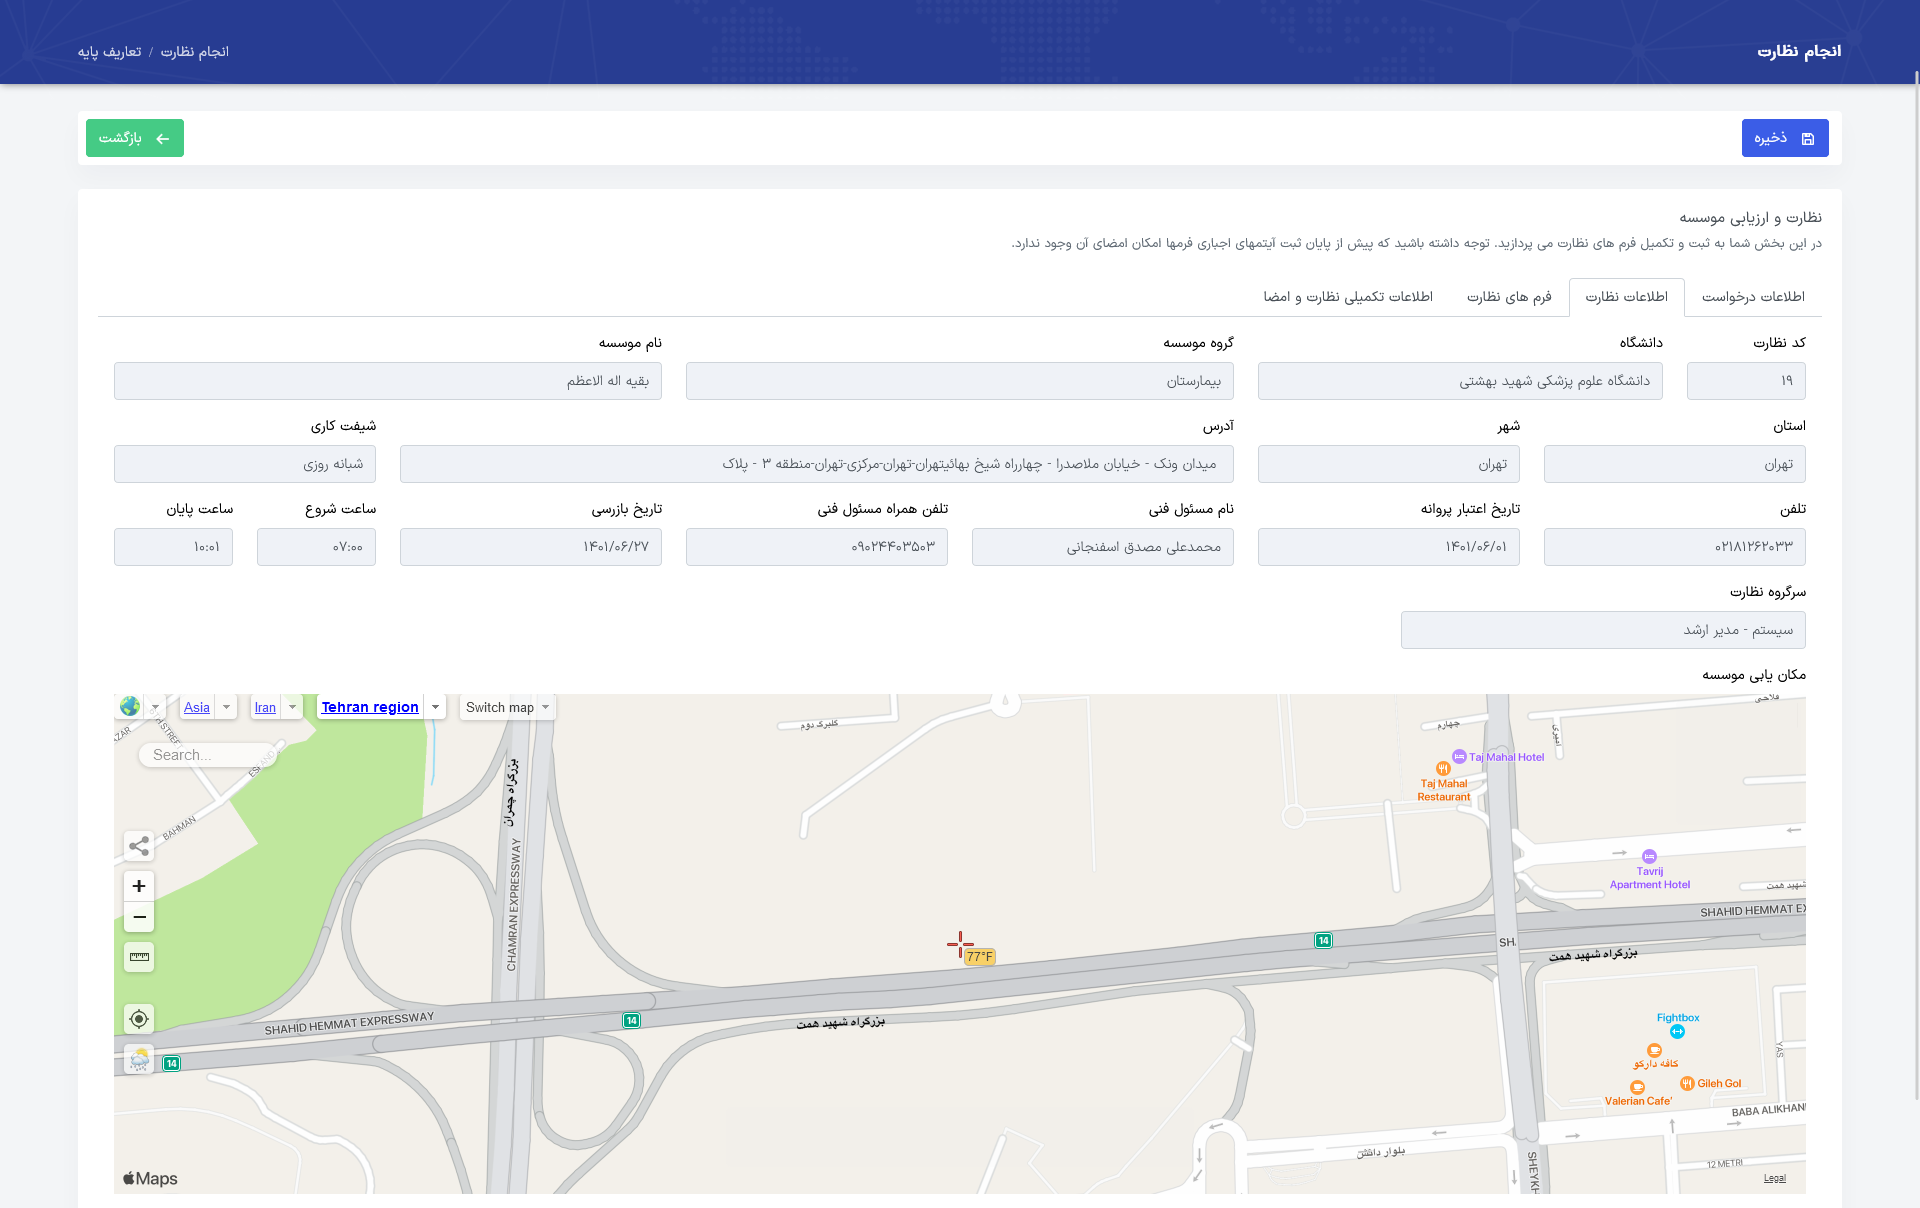 انجام نظارت
انجام نظارت / تعاریف پایه
ذخیره
بازگشت
نظارت و ارزیابی موسسه
در این بخش شما به ثبت و تکمیل فرم های نظارت می پردازید. توجه داشته باشید که پیش از پایان ثبت آیتمهای اجباری فرمها امکان امضای آن وجود ندارد.
اطلاعات درخواست
اطلاعات نظارت
فرم های نظارت
اطلاعات تکمیلی نظارت و امضا
کد نظارت
دانشگاه
گروه موسسه
نام موسسه
۱۹
دانشگاه علوم پزشکی شهید بهشتی
بیمارستان
بقیه اله الاعظم
استان
شهر
آدرس
شیفت کاری
تهران
تهران
میدان ونک - خیابان ملاصدرا - چهارراه شیخ بهائیتهران-تهران-مرکزی-تهران-منطقه ۳ - پلاک
شبانه روزی
تلفن
تاریخ اعتبار پروانه
نام مسئول فنی
تلفن همراه مسئول فنی
تاریخ بازرسی
ساعت شروع
ساعت پایان
۰۲۱۸۱۲۶۲۰۳۳
۱۴۰۱/۰۶/۰۱
محمدعلی مصدق اسفنجانی
۰۹۰۲۴۴۰۳۵۰۳
۱۴۰۱/۰۶/۲۷
۰۷:۰۰
۱۰:۰۱
سرگروه نظارت
سیستم - مدیر ارشد
مکان یابی موسسه
Asia
Iran
Tehran region
Switch map
Search...
BAHMAN
بزرگراه چمران
CHAMRAN EXPRESSWAY
گلبرگ دوم
چهارم
فلاحی
امیری
Taj Mahal Hotel
Taj Mahal
Restaurant
Tavrij
Apartment Hotel
شهید همت
SHAHID HEMMAT EX
SH.
14
بزرگراه شهید همت
77°F
SHAHID HEMMAT EXPRESSWAY
14
بزرگراه شهید همت
14
Fightbox
کافه دارکو
Gileh Gol
Valerian Cafe'
YAS
BABA ALIKHANI
بلوار دانش
12 METRI
SHEYKH
Maps
Legal